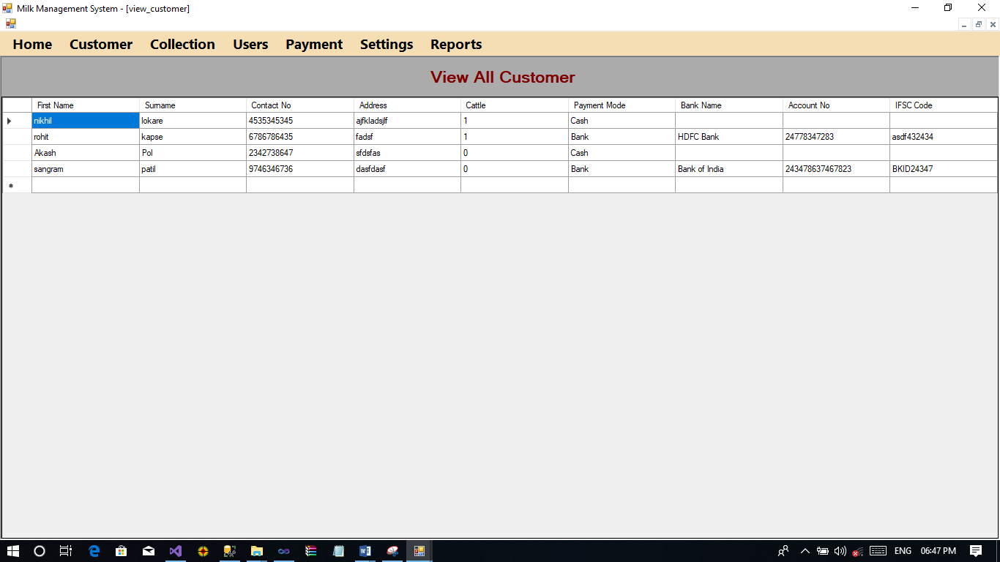 Milk Management System - [view_customer]
Home Customer Collection Users Payment Settings Reports
View All Customer
First Name Surname Contact No Address Cattle Payment Mode Bank Name Account No IFSC Code
nikhil lokare 4535345345 ajfkladsjlf 1 Cash
rohit kapse 6786786435 fadsf 1 Bank HDFC Bank 24778347283 asdf432434
Akash Pol 2342738647 sfdsfas 0 Cash
sangram patil 9746346736 dasfdasf 0 Bank Bank of India 243478637467823 BKID24347
ENG 06:47 PM